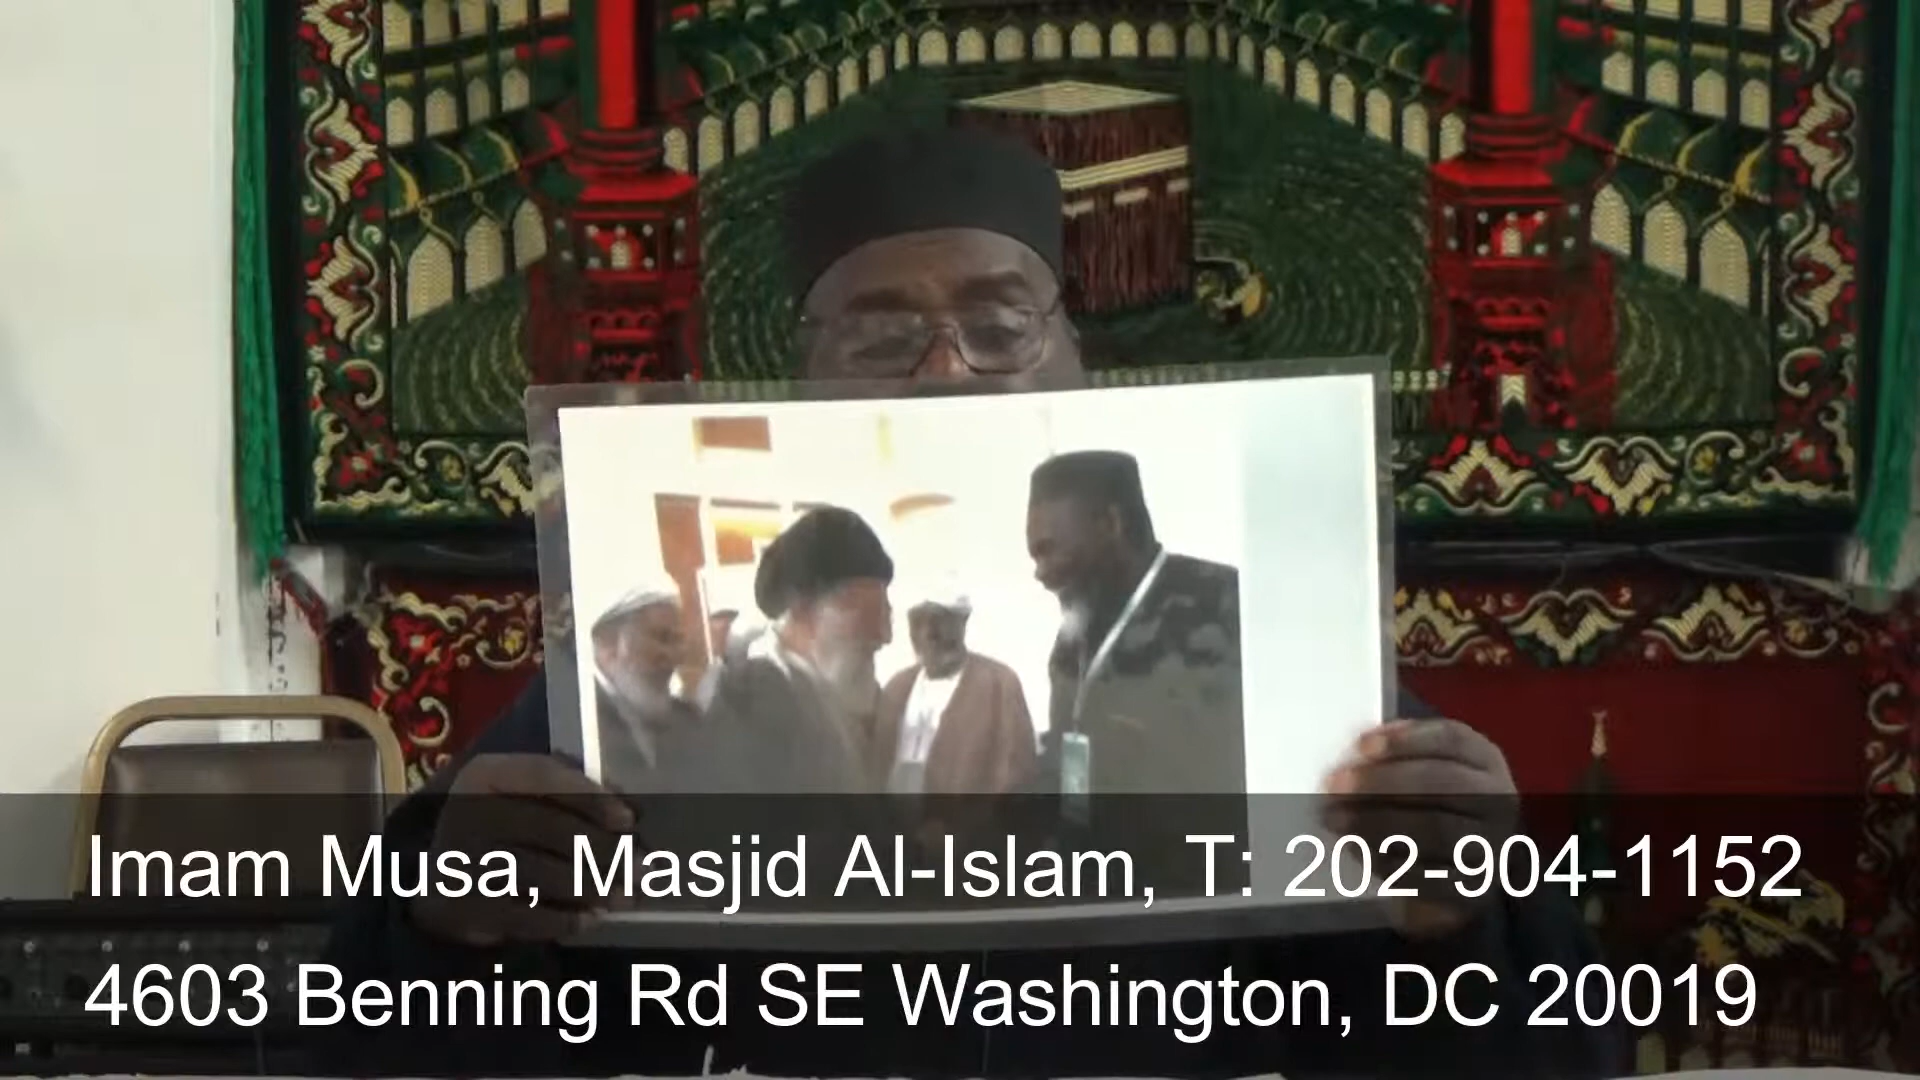 Imam Musa, Masjid Al-Islam, T: 202-904-1152
4603 Benning Rd SE Washington, DC 20019